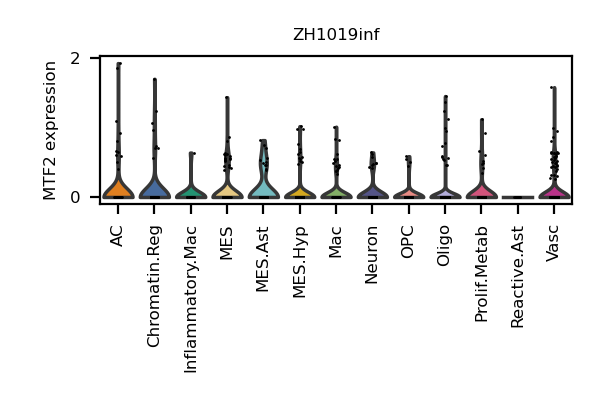 ZH1019inf
MTF2 expression
2
0
AC
Chromatin.Reg
Inflammatory.Mac
MES
MES.Ast
MES.Hyp
Mac
Neuron
OPC
Oligo
Prolif.Metab
Reactive.Ast
Vasc